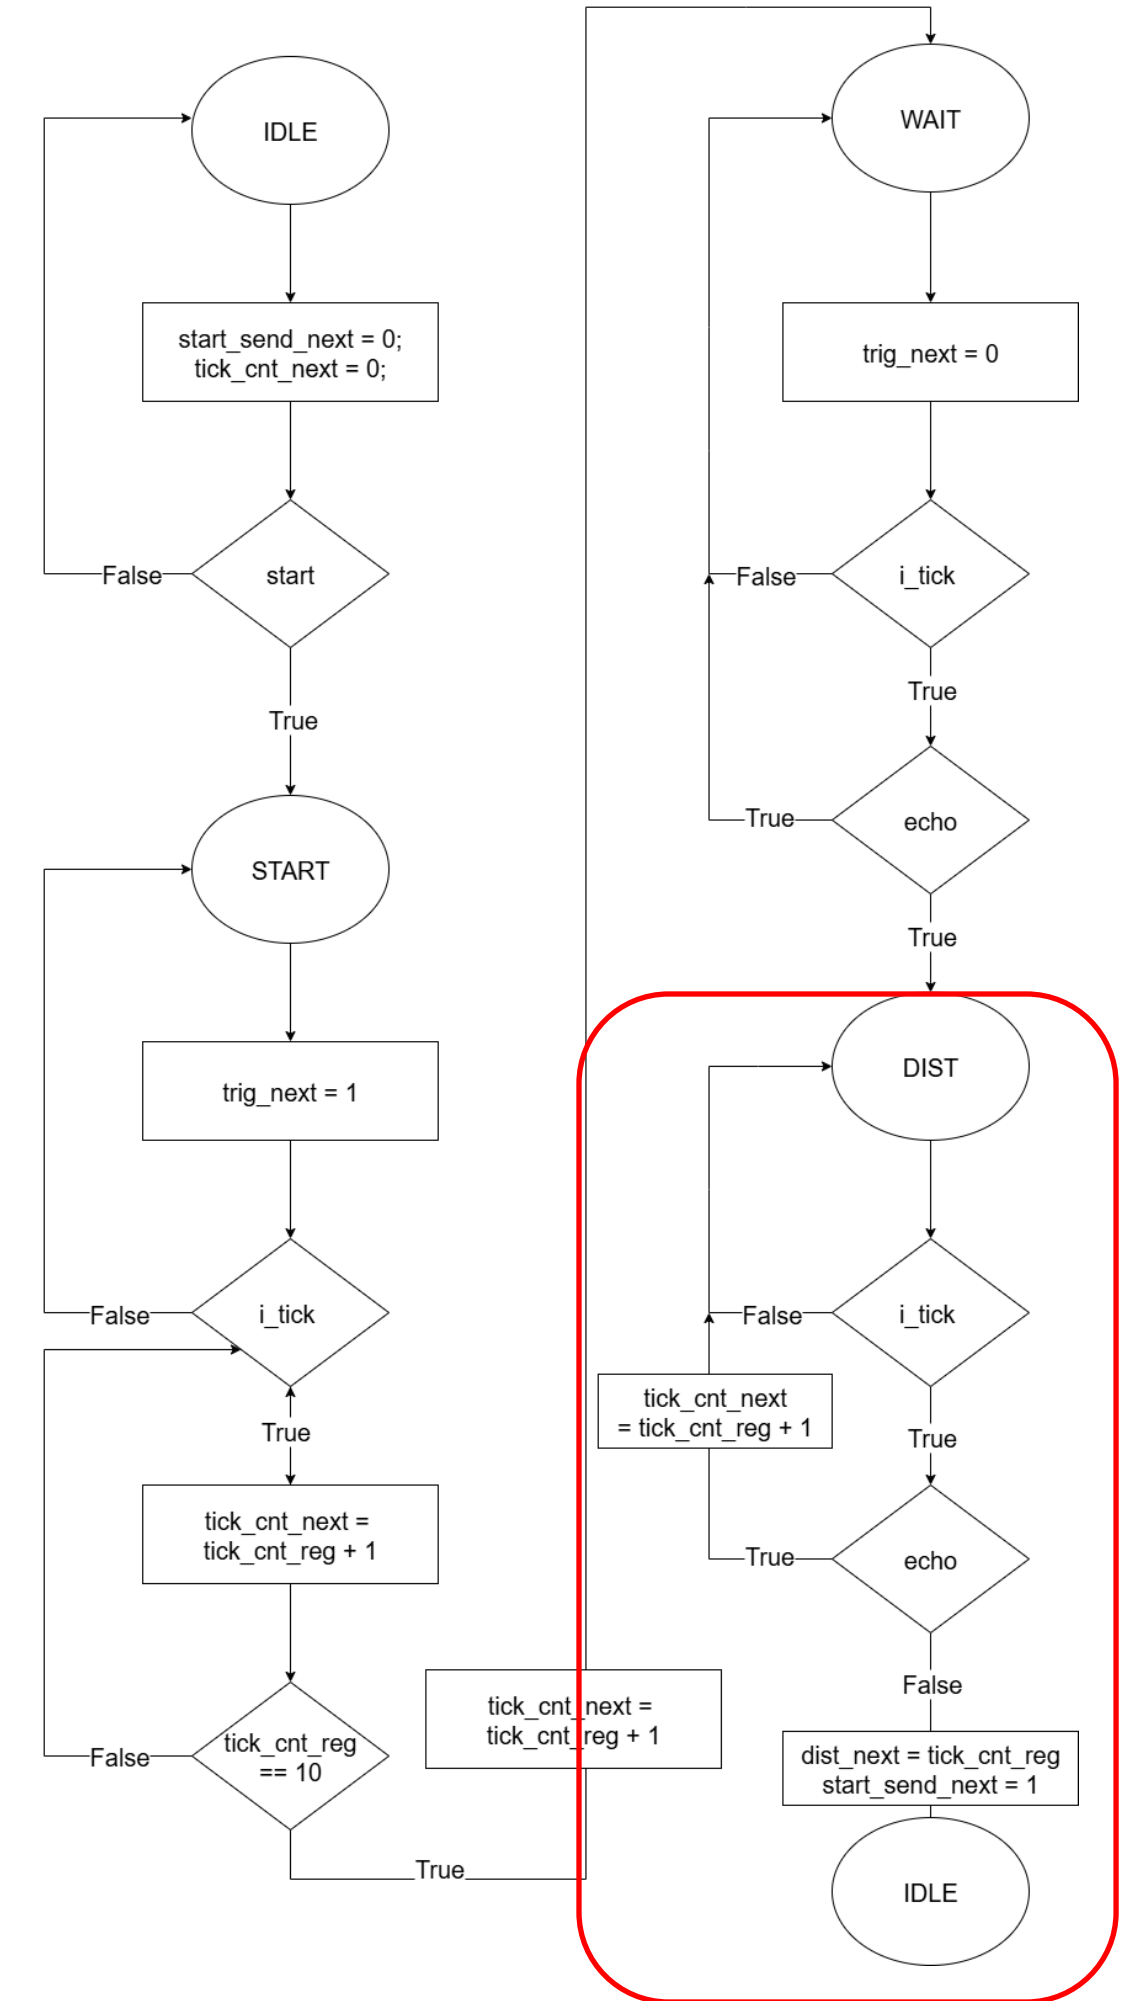 IDLE
start_send_next = 0;
tick_cnt_next = 0;
start
False
True
START
trig_next = 1
i_tick
False
True
tick_cnt_next =
tick_cnt_reg + 1
tick_cnt_reg
== 10
False
True
tick_cnt_next =
tick_cnt_reg + 1
WAIT
trig_next = 0
i_tick
False
True
echo
True
True
DIST
i_tick
False
tick_cnt_next
= tick_cnt_reg + 1
True
echo
True
False
dist_next = tick_cnt_reg
start_send_next = 1
IDLE